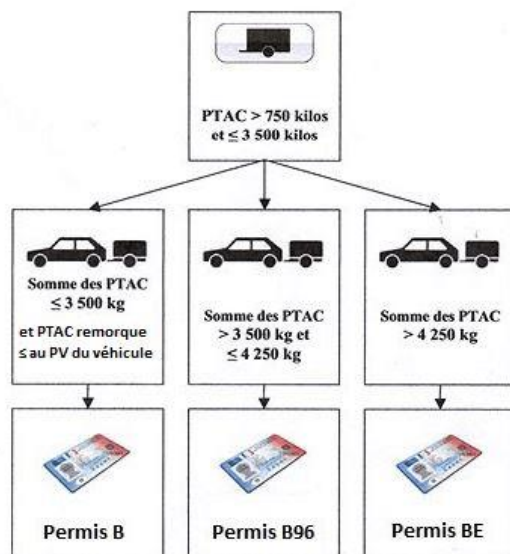 PTAC > 750 kilos
et ≤ 3 500 kilos
Somme des PTAC
≤ 3 500 kg
et PTAC remorque
≤ au PV du véhicule
Somme des PTAC
> 3 500 kg et
≤ 4 250 kg
Somme des PTAC
> 4 250 kg
Permis B
Permis B96
Permis BE